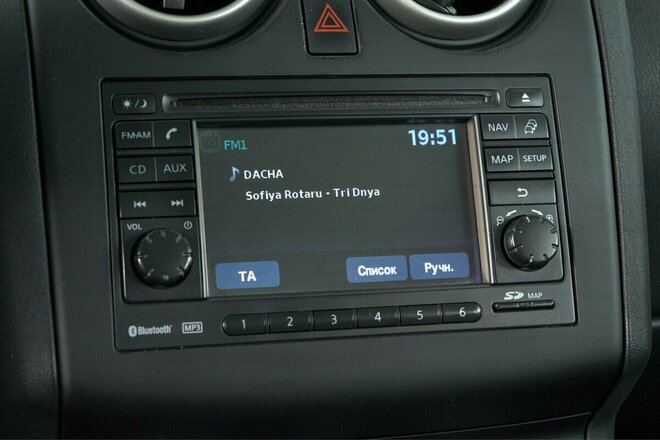 FM1 19:51
DACHA
Sofiya Rotaru - Tri Dnya
TA Список Ручн.
FM·AM
CD AUX
VOL
NAV
MAP SETUP
Bluetooth MP3
1 2 3 4 5 6
SD MAP